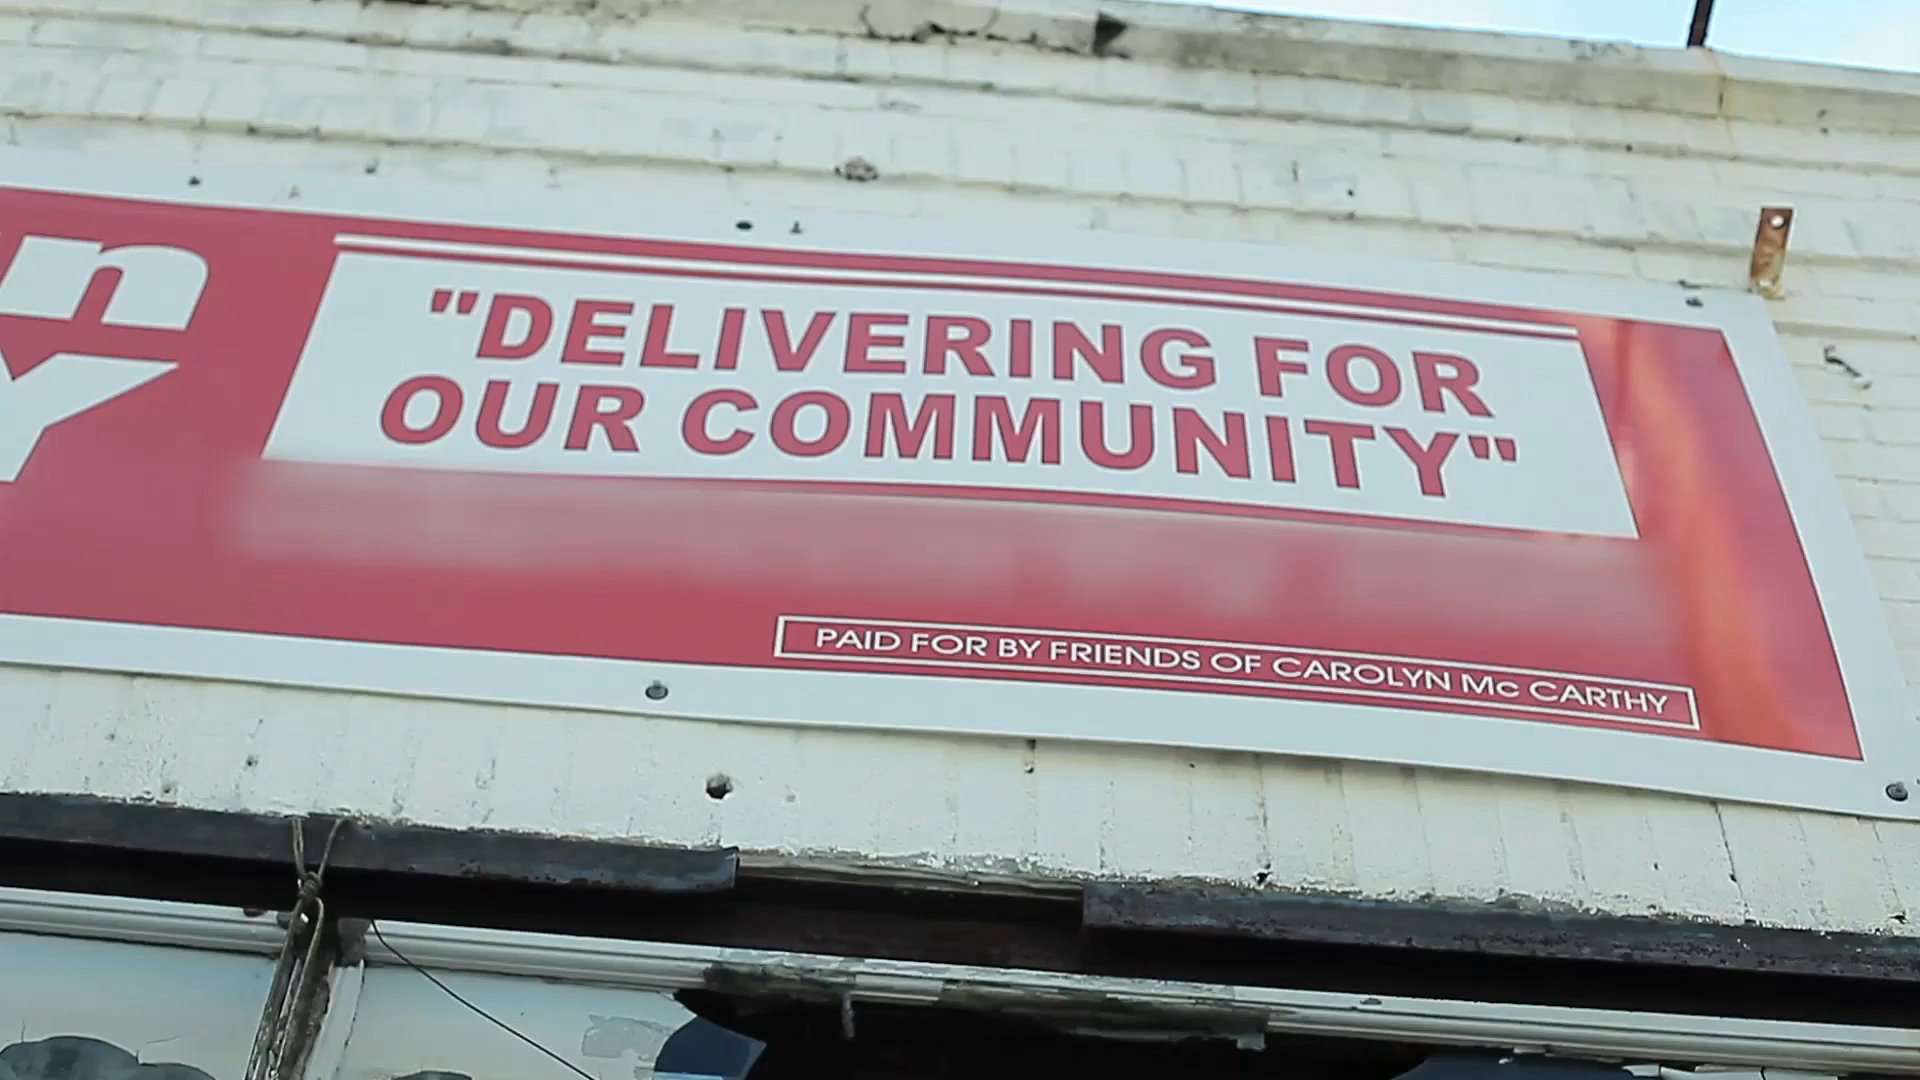 n
Y
"DELIVERING FOR
OUR COMMUNITY"
PAID FOR BY FRIENDS OF CAROLYN Mc CARTHY